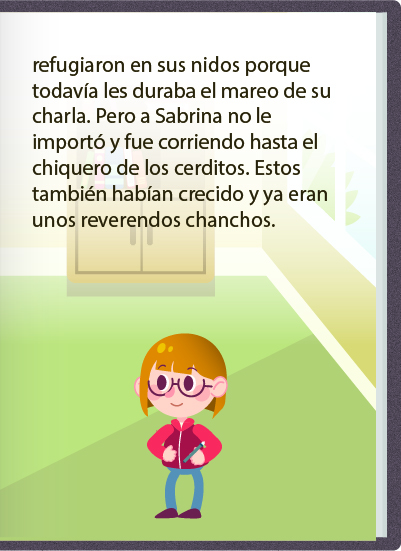 refugiaron en sus nidos porque
todavía les duraba el mareo de su
charla. Pero a Sabrina no le
importó y fue corriendo hasta el
chiquero de los cerditos. Estos
también habían crecido y ya eran
unos reverendos chanchos.